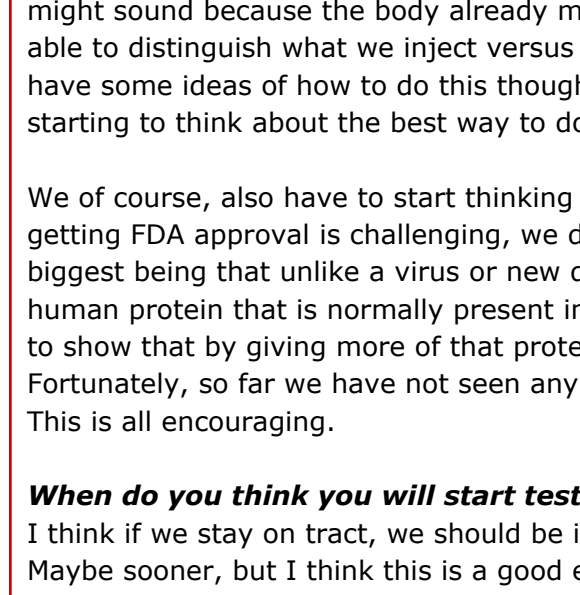 might sound because the body already
able to distinguish what we inject versus
have some ideas of how to do this
starting to think about the best way to
We of course, also have to start thinking
getting FDA approval is challenging, we
biggest being that unlike a virus or new
human protein that is normally present
to show that by giving more of that
Fortunately, so far we have not seen any
This is all encouraging.
When do you think you will start
I think if we stay on tract, we should be
Maybe sooner, but I think this is a good